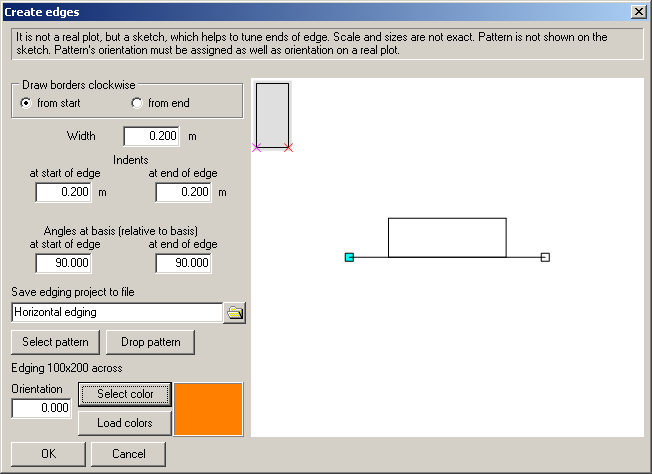 Create edges
It is not a real plot, but a sketch, which helps to tune ends of edge. Scale and sizes are not exact. Pattern is not shown on the
sketch. Pattern's orientation must be assigned as well as orientation on a real plot.
Draw borders clockwise
from start from end
Width 0.200 m
Indents
at start of edge at end of edge
0.200 m 0.200 m
Angles at basis (relative to basis)
at start of edge at end of edge
90.000 90.000
Save edging project to file
Horizontal edging
Select pattern Drop pattern
Edging 100x200 across
Orientation Select color
0.000
Load colors
OK Cancel